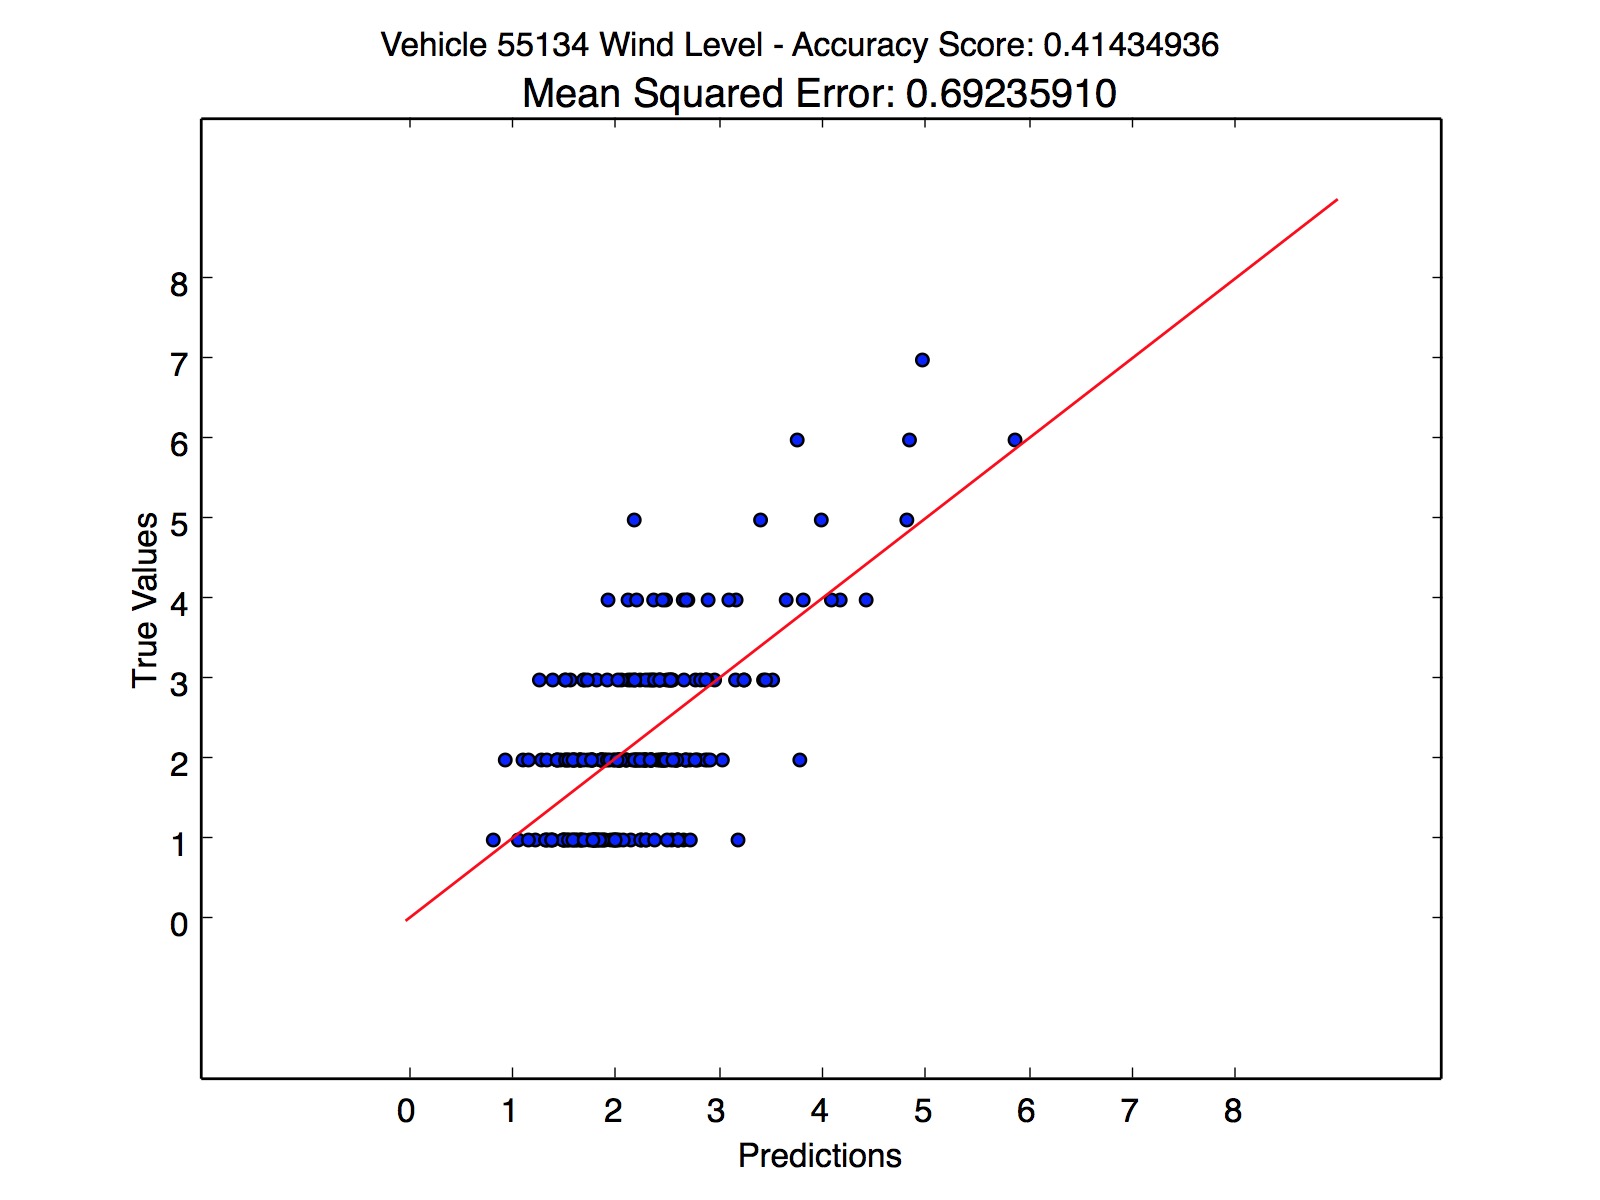 Vehicle 55134 Wind Level - Accuracy Score: 0.41434936
Mean Squared Error: 0.69235910
8
7
6
5
4
3
2
1
0
True Values
0 1 2 3 4 5 6 7 8
Predictions